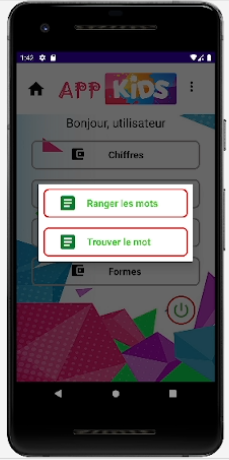 1:42
APP KiDS
Bonjour, utilisateur
Chiffres
Ranger les mots
Trouver le mot
Formes